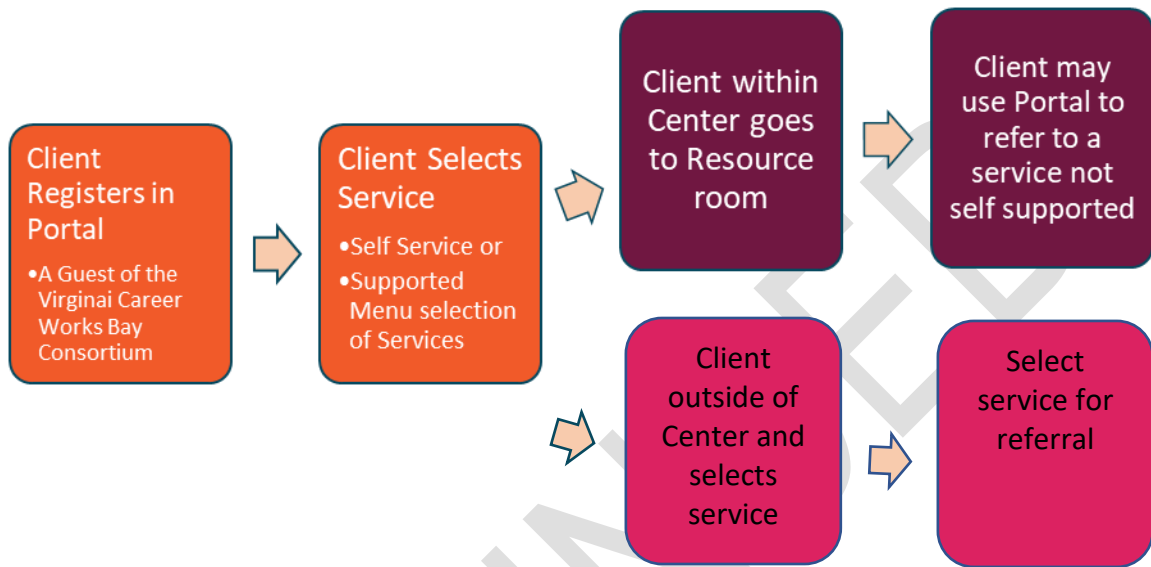 Client
Registers in
Portal
•A Guest of the
Virginai Career
Works Bay
Consortium
Client Selects
Service
•Self Service or
•Supported
Menu selection
of Services
Client within
Center goes
to Resource
room
Client may
use Portal to
refer to a
service not
self supported
Client
outside of
Center and
selects
service
Select
service for
referral